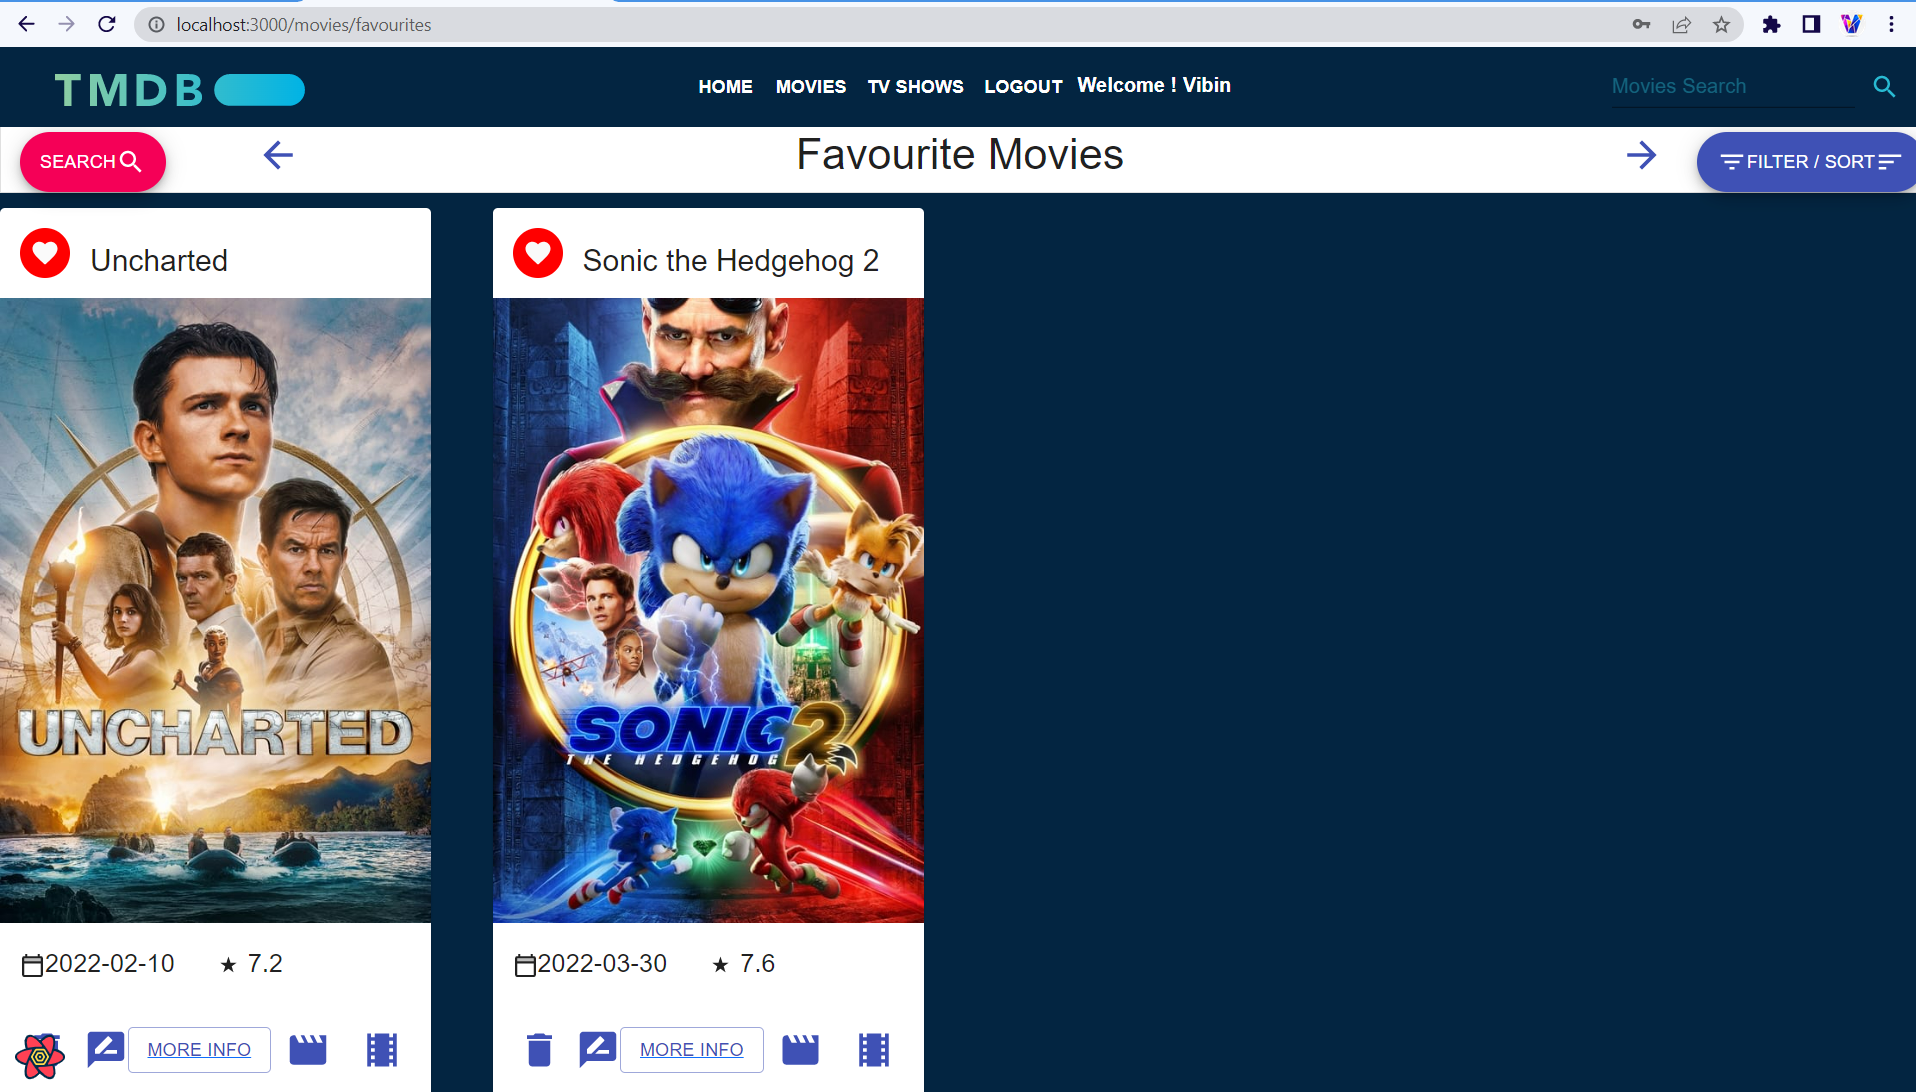 localhost:3000/movies/favourites
TMDB
HOME MOVIES TV SHOWS LOGOUT Welcome ! Vibin
Movies Search
SEARCH
Favourite Movies
FILTER / SORT
Uncharted
Sonic the Hedgehog 2
UNCHARTED
SONIC 2
THE HEDGEHOG
2022-02-10 ★ 7.2
2022-03-30 ★ 7.6
MORE INFO
MORE INFO